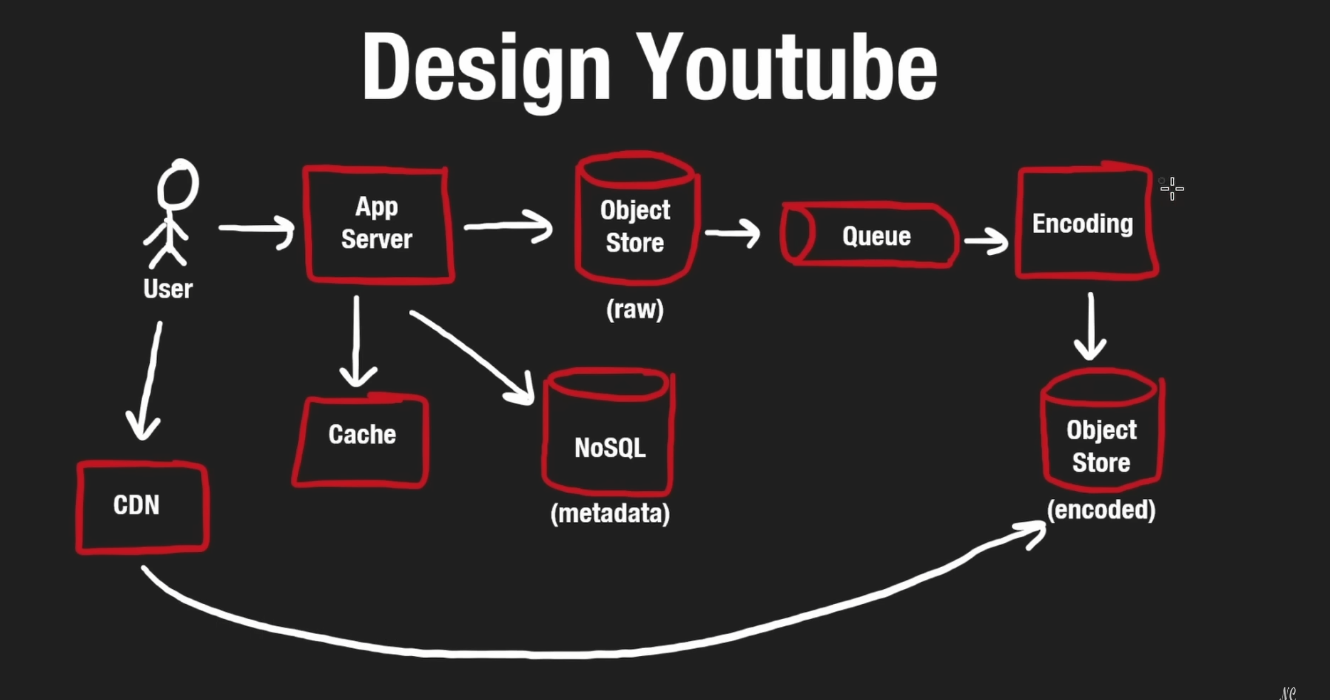 Design Youtube
App
Server
Object
Store
(raw)
Queue
Encoding
User
Cache
NoSQL
(metadata)
Object
Store
(encoded)
CDN
NC